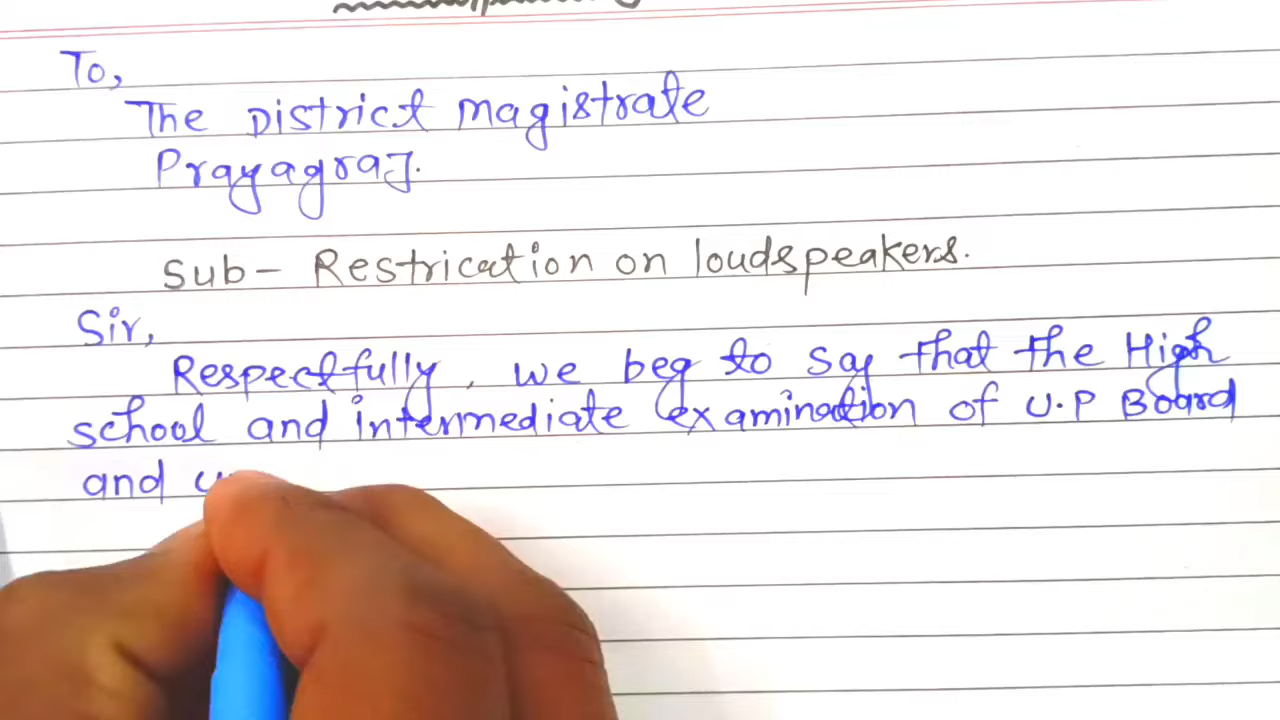 To,
The District magistrate
Prayagraj.
Sub- Restrication on loudspeakers.
Sir,
Respectfully, we beg to say that the High
school and intermediate examination of U.P Board
and